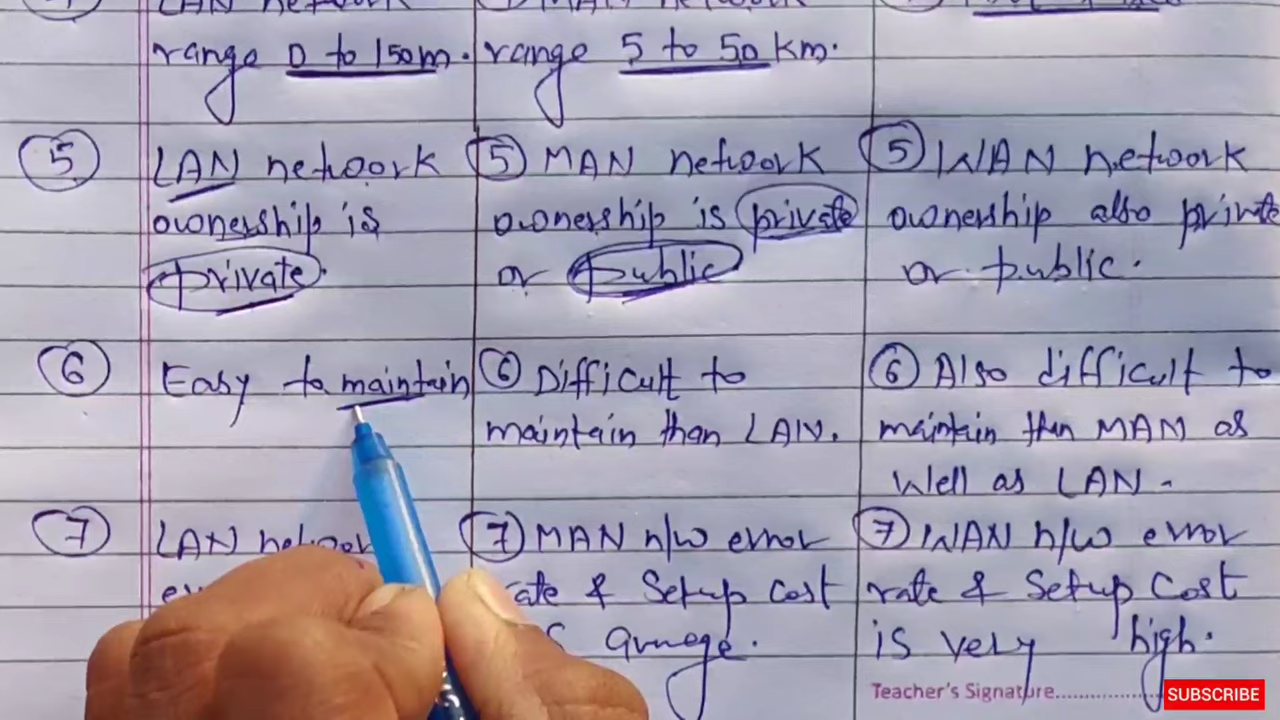 range 0 to 150m.
range 5 to 50 Km.
5
LAN network
ownership is
private.
5 MAN network
ownership is private
or public
5 WAN network
ownership also private
or public.
6
Easy to maintain
6 Difficult to
maintain than LAN.
6 Also difficult to
maintain than MAN as
well as LAN.
7
LAN
7 MAN n/w error
rate & Setup cost
7 WAN n/w error
rate & Setup Cost
is very high.
Teacher's Signature
SUBSCRIBE